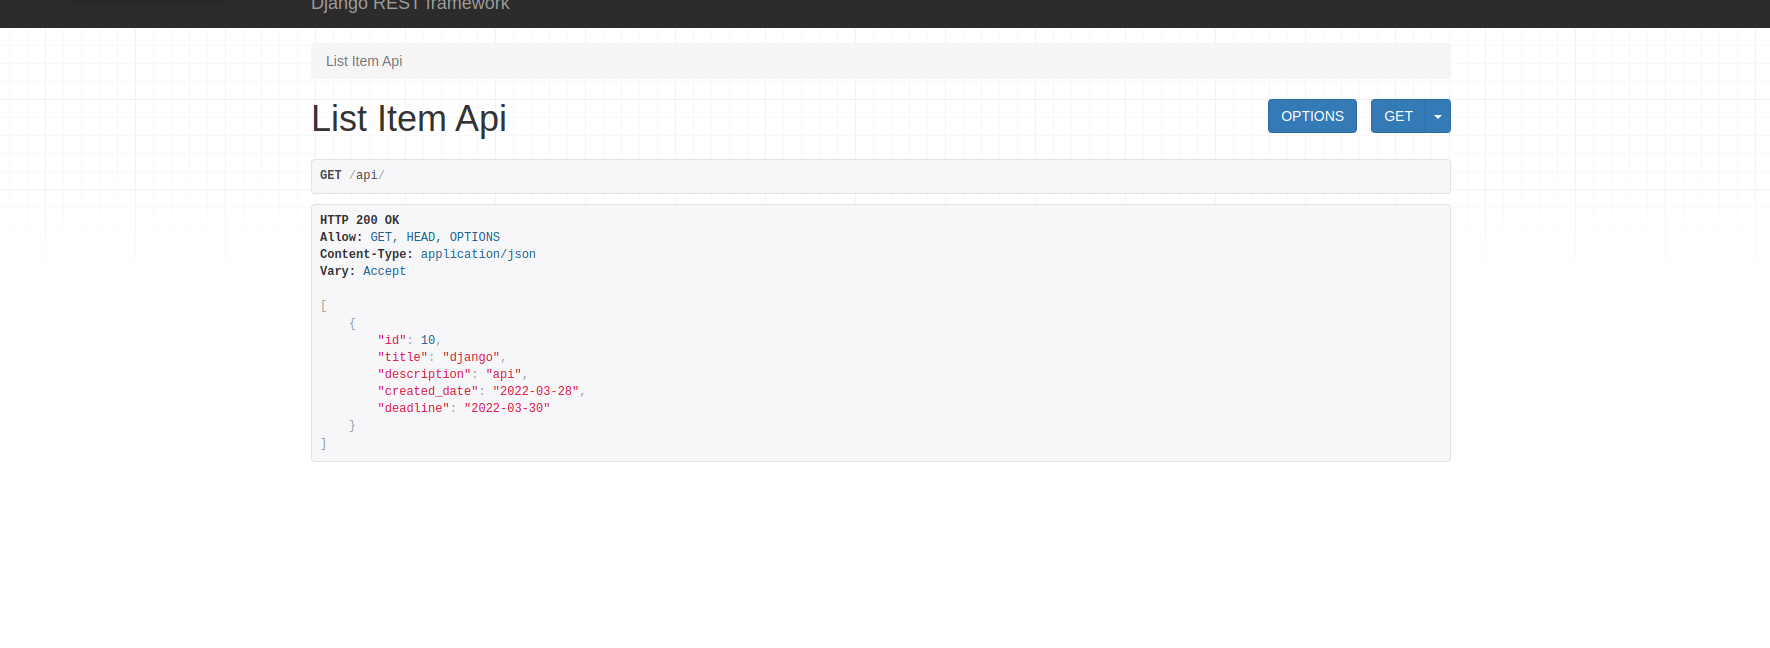 Django REST framework
List Item Api
List Item Api
OPTIONS GET
GET /api/
HTTP 200 OK
Allow: GET, HEAD, OPTIONS
Content-Type: application/json
Vary: Accept
[
    {
        "id": 10,
        "title": "django",
        "description": "api",
        "created_date": "2022-03-28",
        "deadline": "2022-03-30"
    }
]